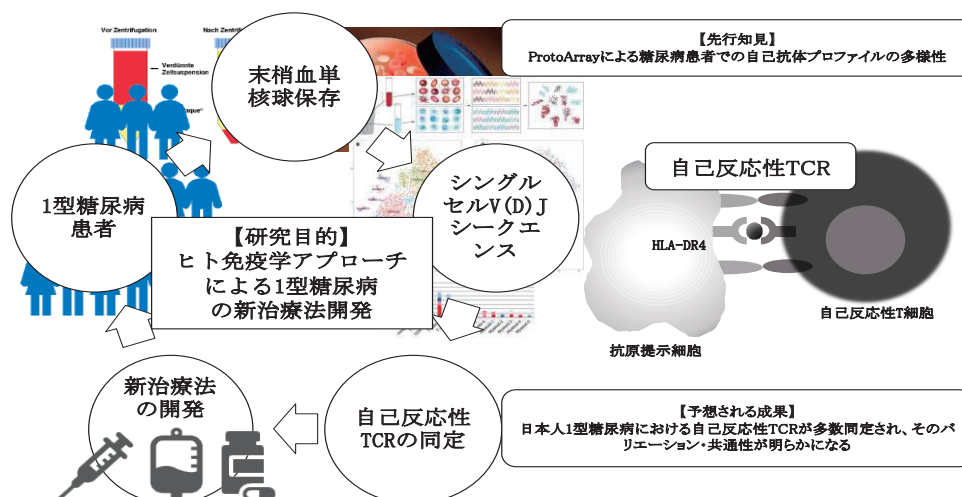 Vor Zentrifugation
Nach Zentrif
Verdünnte
Zellsuspension
末梢血単
核球保存
【先行知見】
ProtoArrayによる糖尿病患者での自己抗体プロファイルの多様性
1型糖尿病
患者
シングル
セルV(D)J
シークエ
ンス
【研究目的】
ヒト免疫学アプローチ
による1型糖尿病
の新治療法開発
自己反応性TCR
HLA-DR4
自己反応性T細胞
抗原提示細胞
新治療法
の開発
自己反応性
TCRの同定
【予想される成果】
日本人1型糖尿病における自己反応性TCRが多数同定され、そのバ
リエーション・共通性が明らかになる